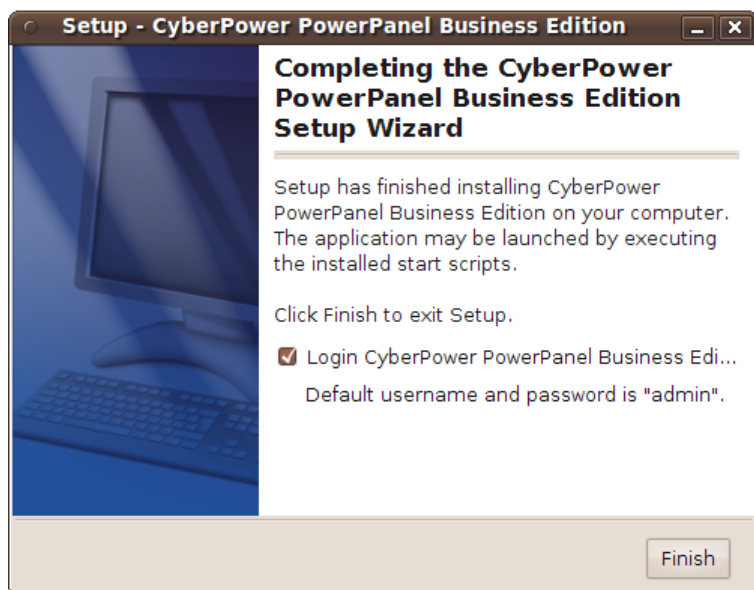 Setup - CyberPower PowerPanel Business Edition
Completing the CyberPower
PowerPanel Business Edition
Setup Wizard
Setup has finished installing CyberPower
PowerPanel Business Edition on your computer.
The application may be launched by executing
the installed start scripts.
Click Finish to exit Setup.
Login CyberPower PowerPanel Business Edi...
Default username and password is "admin".
Finish